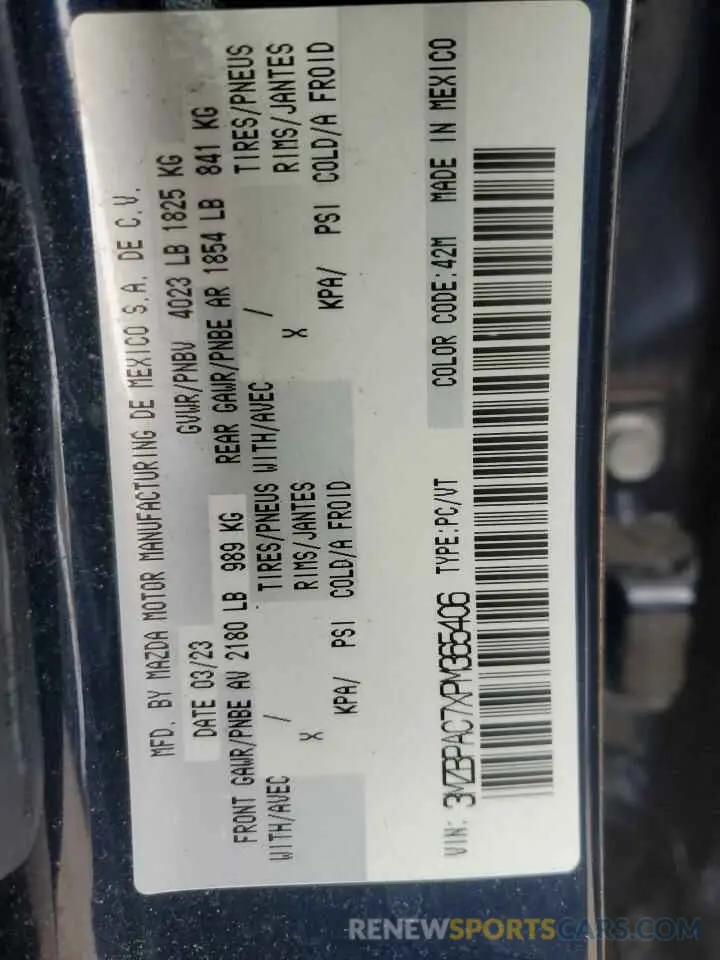 MFD. BY MAZDA MOTOR MANUFACTURING DE MEXICO S.A. DE C.V.
DATE 03/23 GVWR/PNBV 4023 LB 1825 KG
FRONT GAWR/PNBE AV 2180 LB 989 KG REAR GAWR/PNBE AR 1854 LB 841 KG
WITH/AVEC / TIRES/PNEUS WITH/AVEC / TIRES/PNEUS
X RIMS/JANTES X RIMS/JANTES
KPA/ PSI COLD/A FROID KPA/ PSI COLD/A FROID
VIN: 3MZBPAC7XPM365406 TYPE:PC/VT COLOR CODE:42M MADE IN MEXICO
RENEWSPORTSCARS.COM